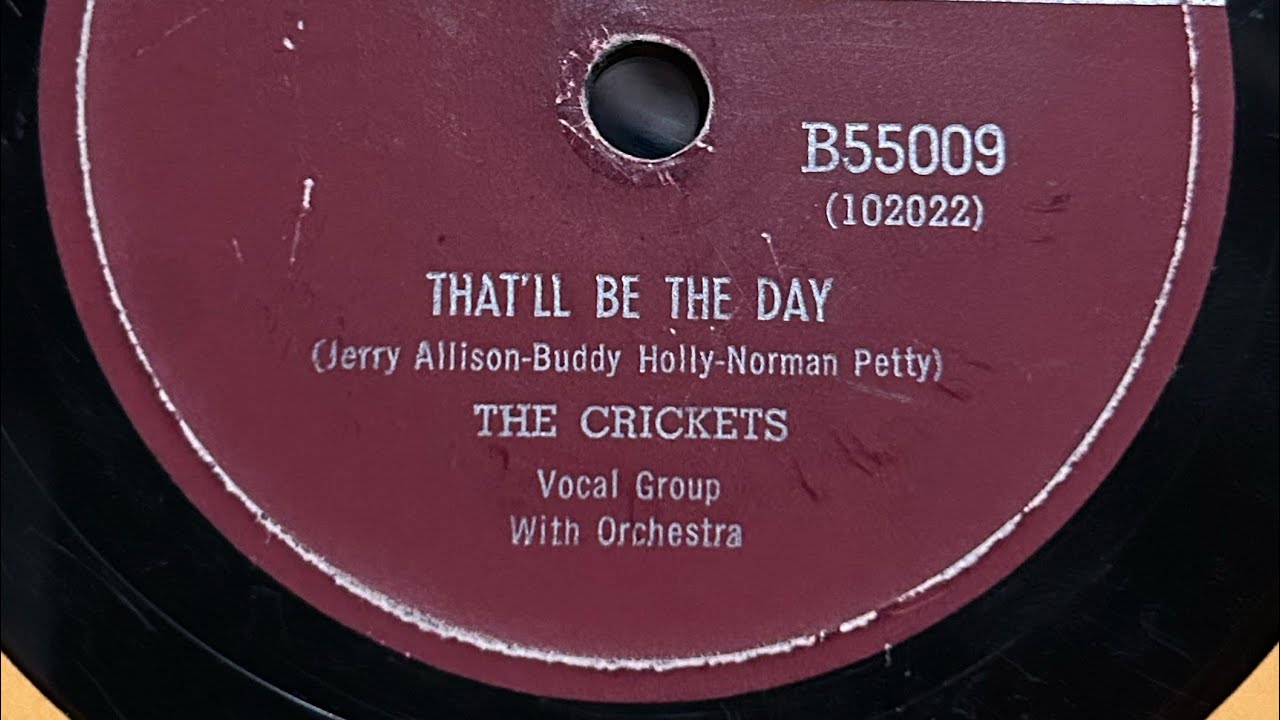 B55009
(102022)
THAT'LL BE THE DAY
(Jerry Allison-Buddy Holly-Norman Petty)
THE CRICKETS
Vocal Group
With Orchestra